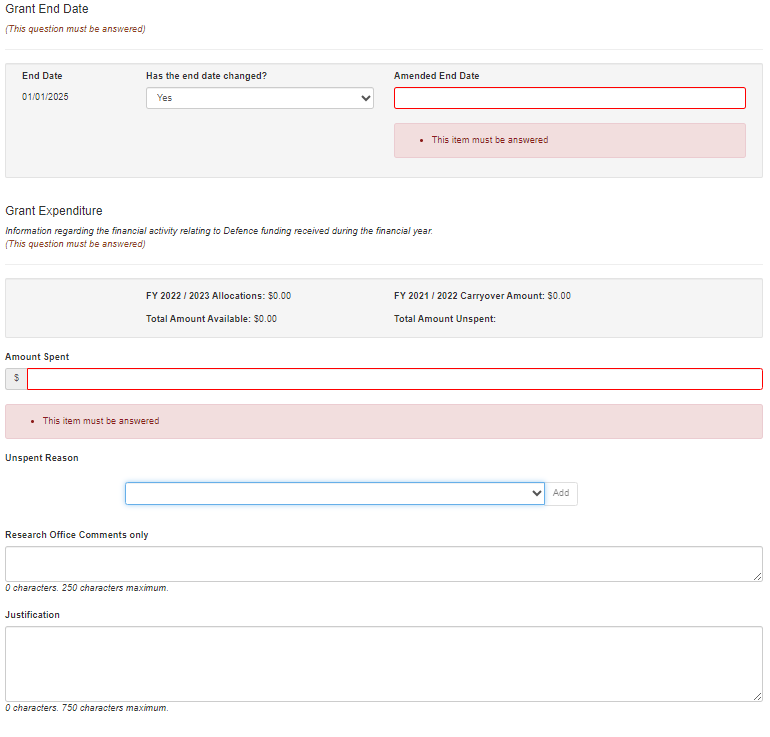 Grant End Date
(This question must be answered)
End Date Has the end date changed? Amended End Date
01/01/2025 Yes
• This item must be answered
Grant Expenditure
Information regarding the financial activity relating to Defence funding received during the financial year.
(This question must be answered)
FY 2022 / 2023 Allocations: $0.00 FY 2021 / 2022 Carryover Amount: $0.00
Total Amount Available: $0.00 Total Amount Unspent:
Amount Spent
$
• This item must be answered
Unspent Reason
Add
Research Office Comments only
0 characters. 250 characters maximum.
Justification
0 characters. 750 characters maximum.